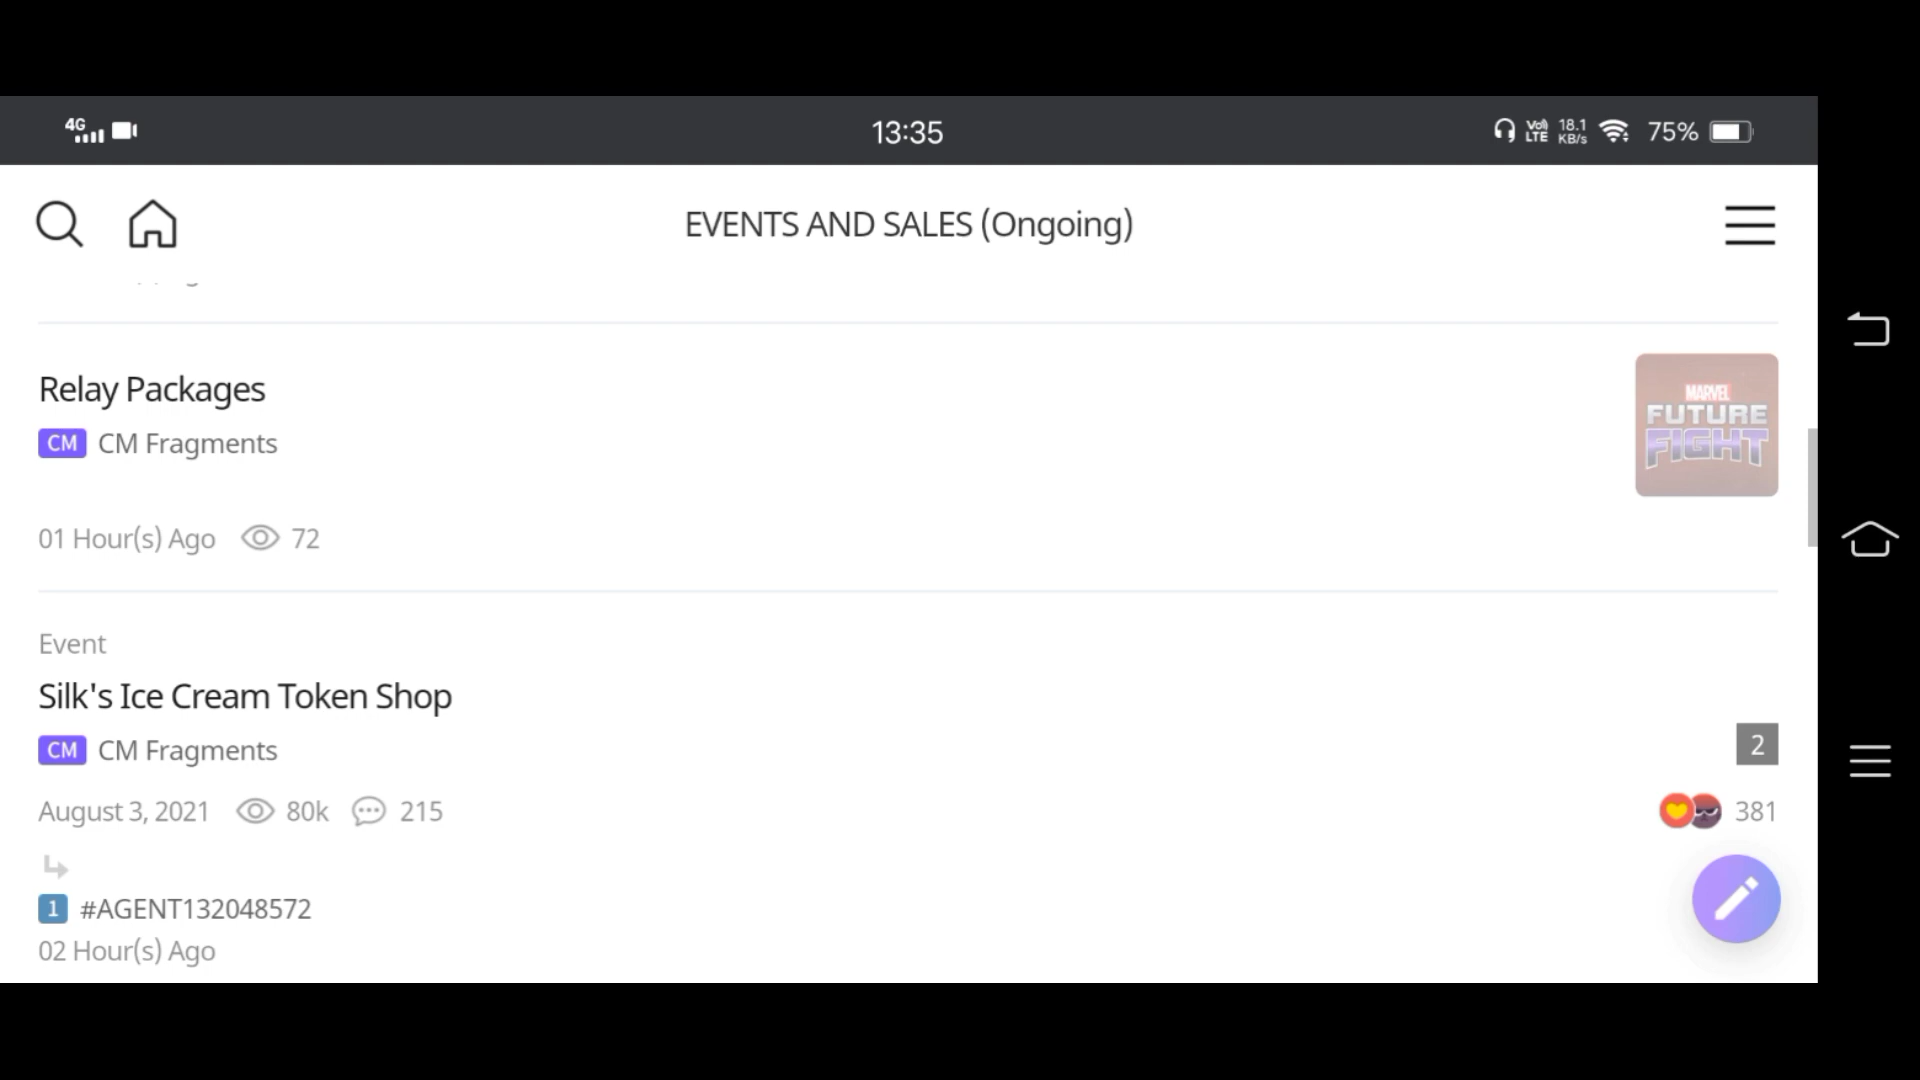 4G
13:35
Vo) LTE
18.1 KB/s
75%
EVENTS AND SALES (Ongoing)
Relay Packages
CM CM Fragments
MARVEL
FUTURE
FIGHT
01 Hour(s) Ago 72
Event
Silk's Ice Cream Token Shop
CM CM Fragments
2
August 3, 2021 80k 215
381
1 #AGENT132048572
02 Hour(s) Ago